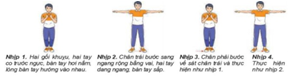 Nhịp 1. Hai gối khuỵu, hai tay
co trước ngực, bàn tay hơi nắm,
lòng bàn tay hướng vào nhau.
Nhịp 2. Chân trái bước sang
ngang rộng bằng vai, hai tay
dang ngang, bàn tay sấp.
Nhịp 3. Chân phải bước
về sát chân trái và thực
hiện như nhịp 1.
Nhịp 4.
Thực hiện
như nhịp 2.